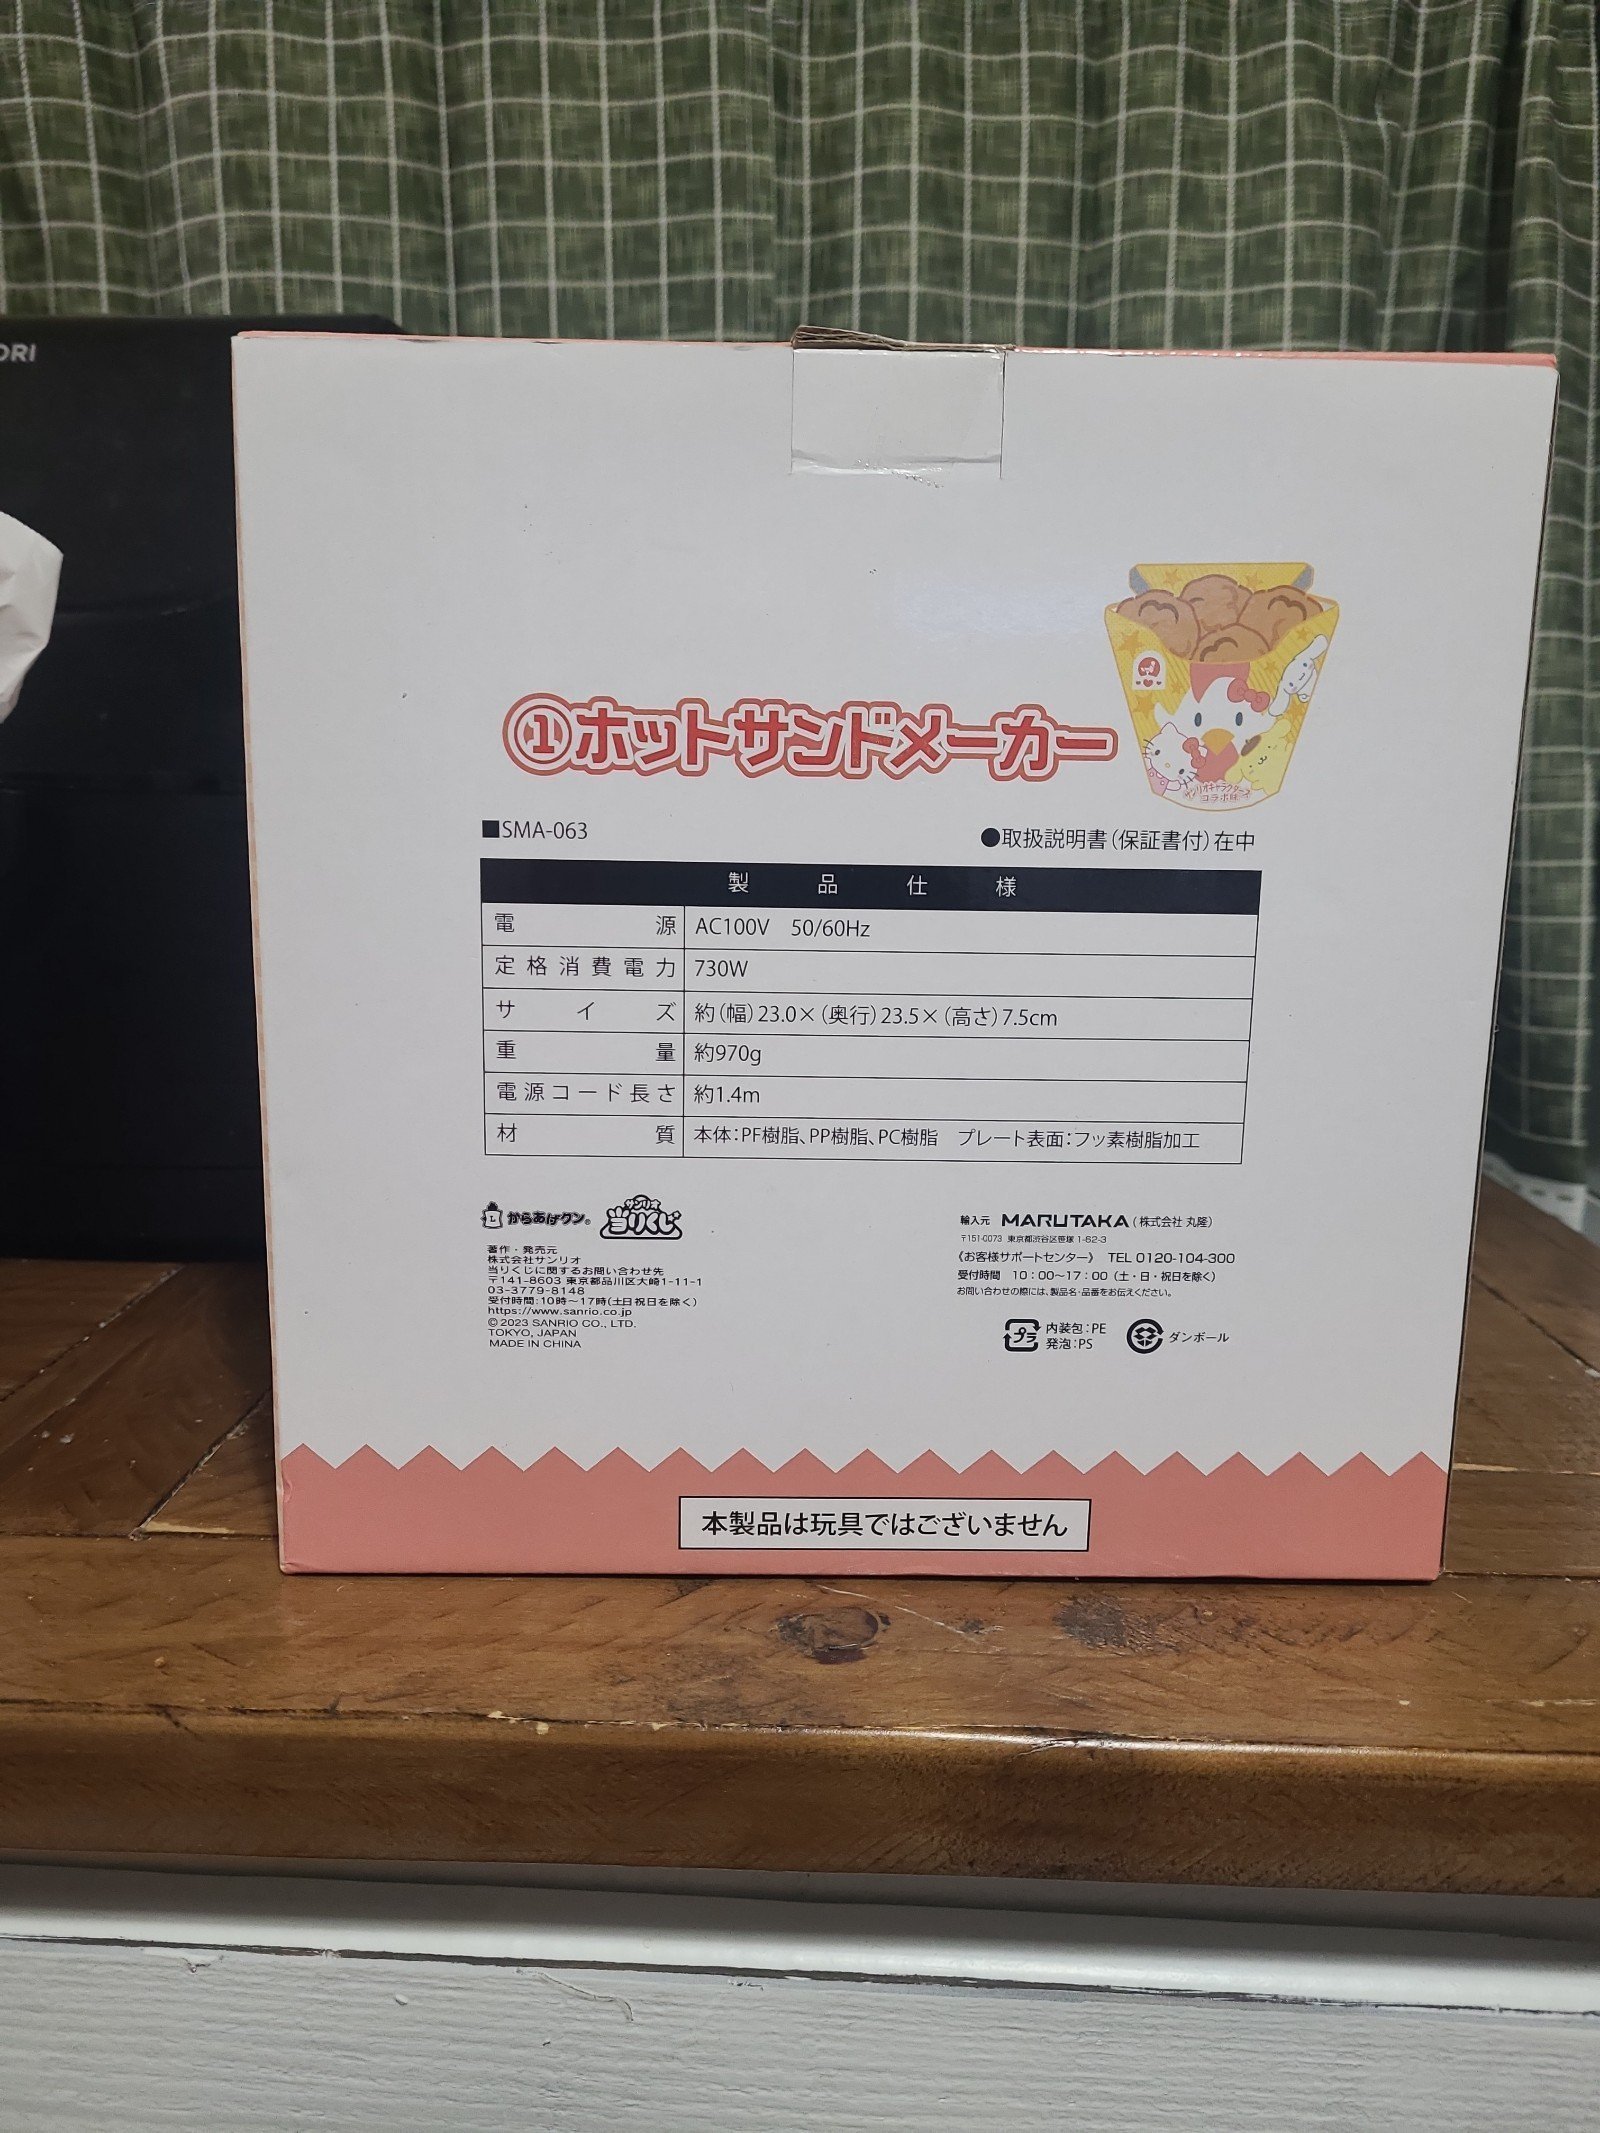 ORI
サンリオキャラクターズ
コラボ味
①ホットサンドメーカー
■SMA-063
●取扱説明書(保証書付)在中
製品仕様
電源 AC100V 50/60Hz
定格消費電力 730W
サイズ 約(幅)23.0×(奥行)23.5×(高さ)7.5cm
重量 約970g
電源コード長さ 約1.4m
材質 本体:PF樹脂、PP樹脂、PC樹脂 プレート表面:フッ素樹脂加工
L からあげクン®
サンリオ
当りくじ
著作・発売元
株式会社サンリオ
当りくじに関するお問い合わせ先
〒141-8603 東京都品川区大崎1-11-1
03-3779-8148
受付時間:10時~17時(土日祝日を除く)
https://www.sanrio.co.jp
©2023 SANRIO CO., LTD.
TOKYO, JAPAN
MADE IN CHINA
輸入元 MARUTAKA (株式会社 丸隆)
〒151-0073 東京都渋谷区笹塚 1-62-3
《お客様サポートセンター》 TEL 0120-104-300
受付時間 10:00~17:00 (土・日・祝日を除く)
お問い合わせの際には、製品名・品番をお伝えください。
プラ 内装包:PE
発泡:PS
ダンボール
本製品は玩具ではございません